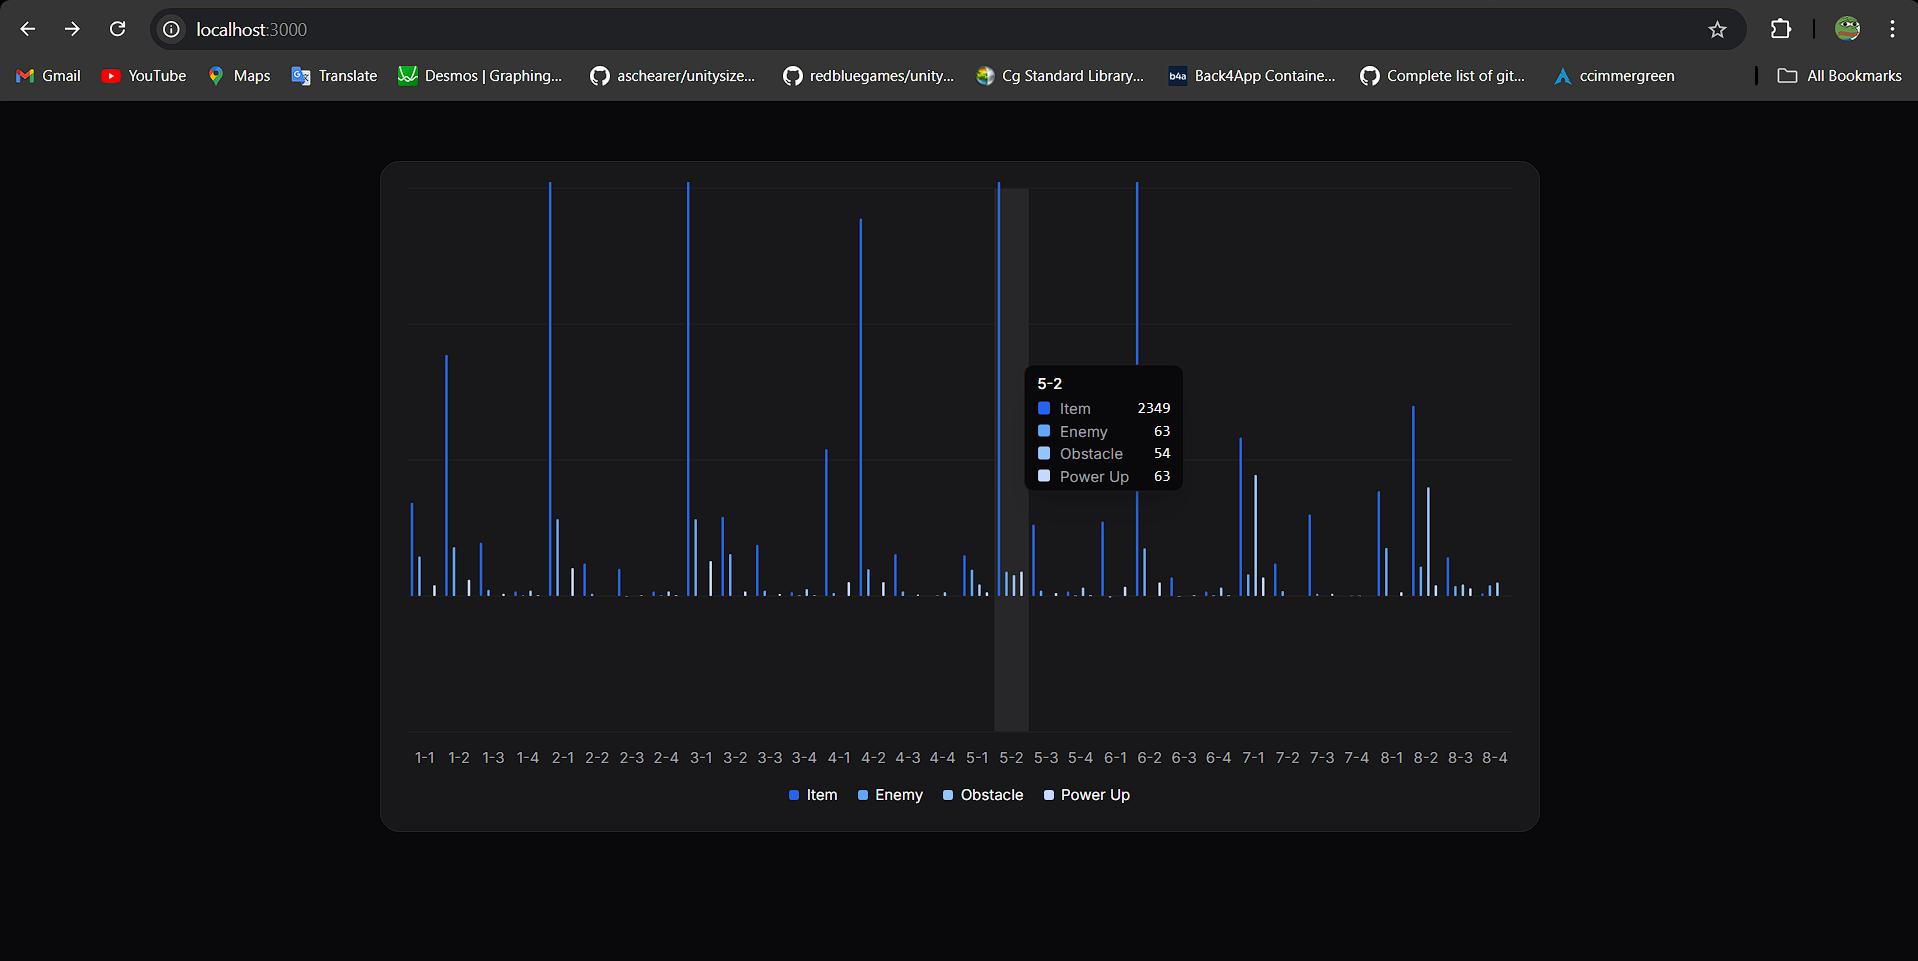 localhost:3000
Gmail YouTube Maps Translate Desmos | Graphing... aschearer/unitysize... redbluegames/unity... Cg Standard Library... b4a Back4App Containe... Complete list of git... ccimmergreen All Bookmarks
5-2
Item 2349
Enemy 63
Obstacle 54
Power Up 63
1-1 1-2 1-3 1-4 2-1 2-2 2-3 2-4 3-1 3-2 3-3 3-4 4-1 4-2 4-3 4-4 5-1 5-2 5-3 5-4 6-1 6-2 6-3 6-4 7-1 7-2 7-3 7-4 8-1 8-2 8-3 8-4
Item Enemy Obstacle Power Up